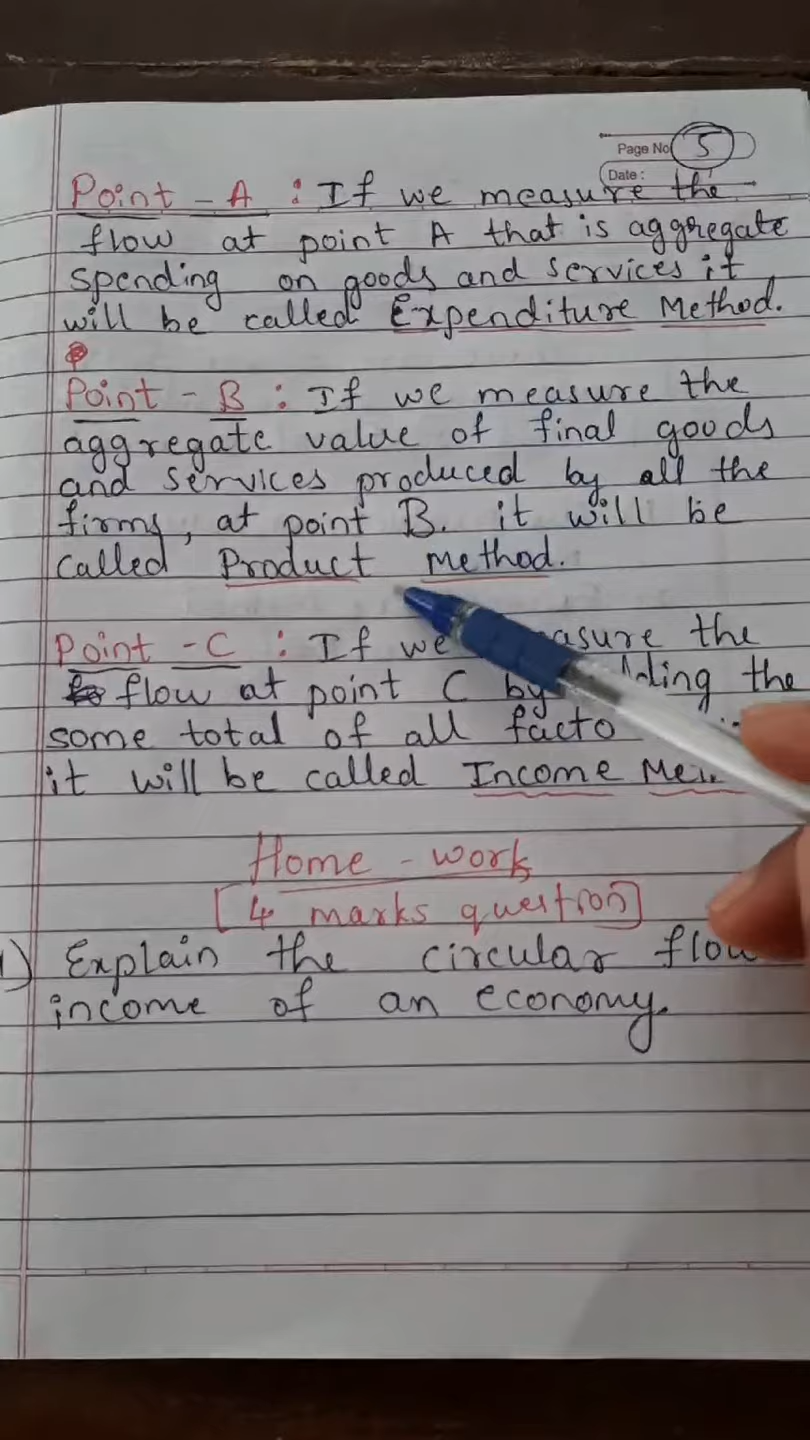 Page No 5
Date :
Point - A : If we measure the
flow at point A that is aggregate
spending on goods and services it
will be called Expenditure Method.
Point - B : If we measure the
aggregate value of final goods
and services produced by all the
firms, at point B. it will be
called Product Method.
Point - C : If we the
flow at point C by the
some total of all
it will be called Income
Home - work
[4 marks question]
1) Explain the circular flow
income of an economy.